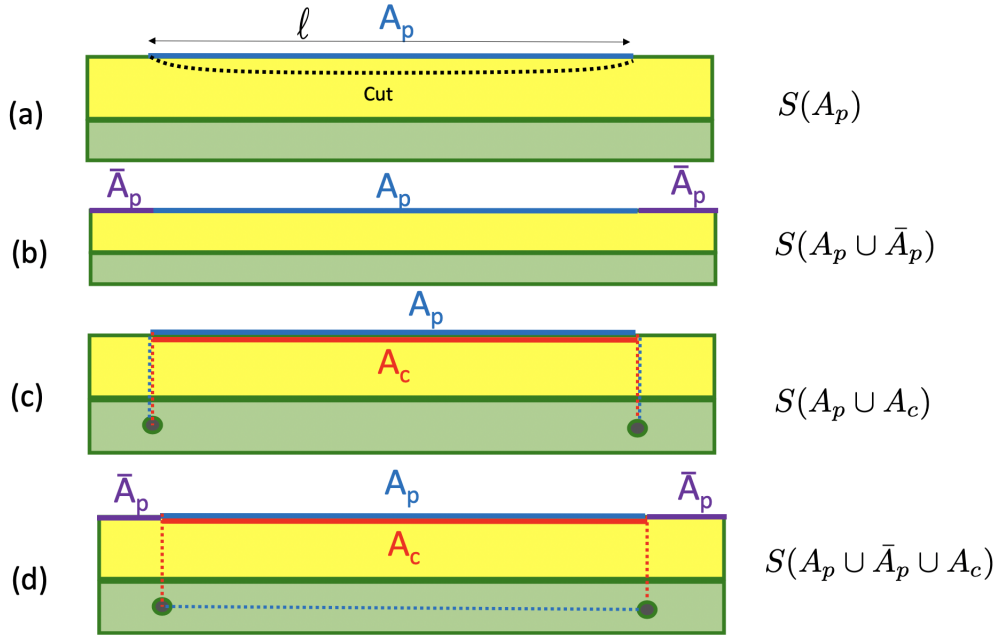 ℓ A_p
Cut
(a) S(A_p)
Ā_p A_p Ā_p
(b) S(A_p ∪ Ā_p)
A_p
A_c
(c) S(A_p ∪ A_c)
Ā_p A_p Ā_p
A_c
(d) S(A_p ∪ Ā_p ∪ A_c)